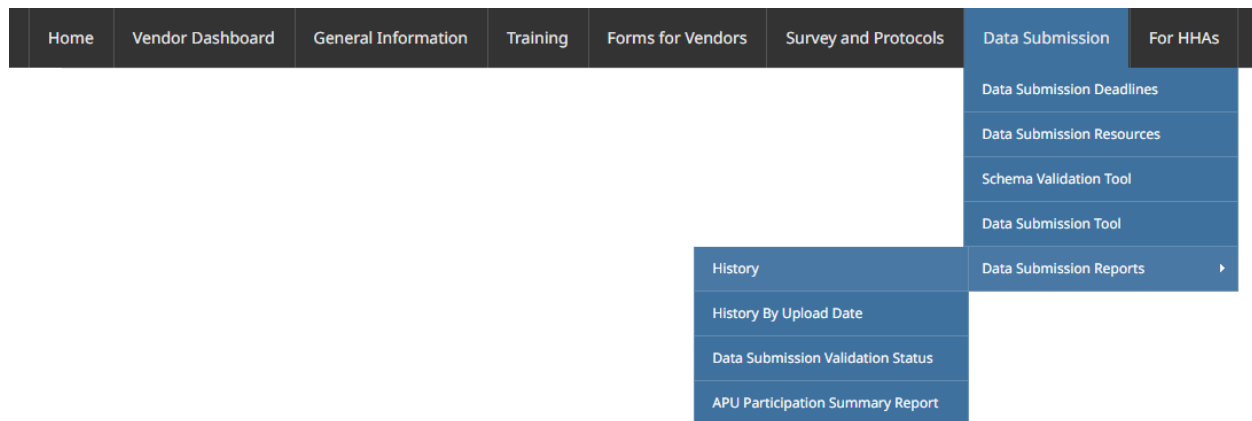 Home Vendor Dashboard General Information Training Forms for Vendors Survey and Protocols Data Submission For HHAs
Data Submission Deadlines
Data Submission Resources
Schema Validation Tool
Data Submission Tool
Data Submission Reports
History
History By Upload Date
Data Submission Validation Status
APU Participation Summary Report